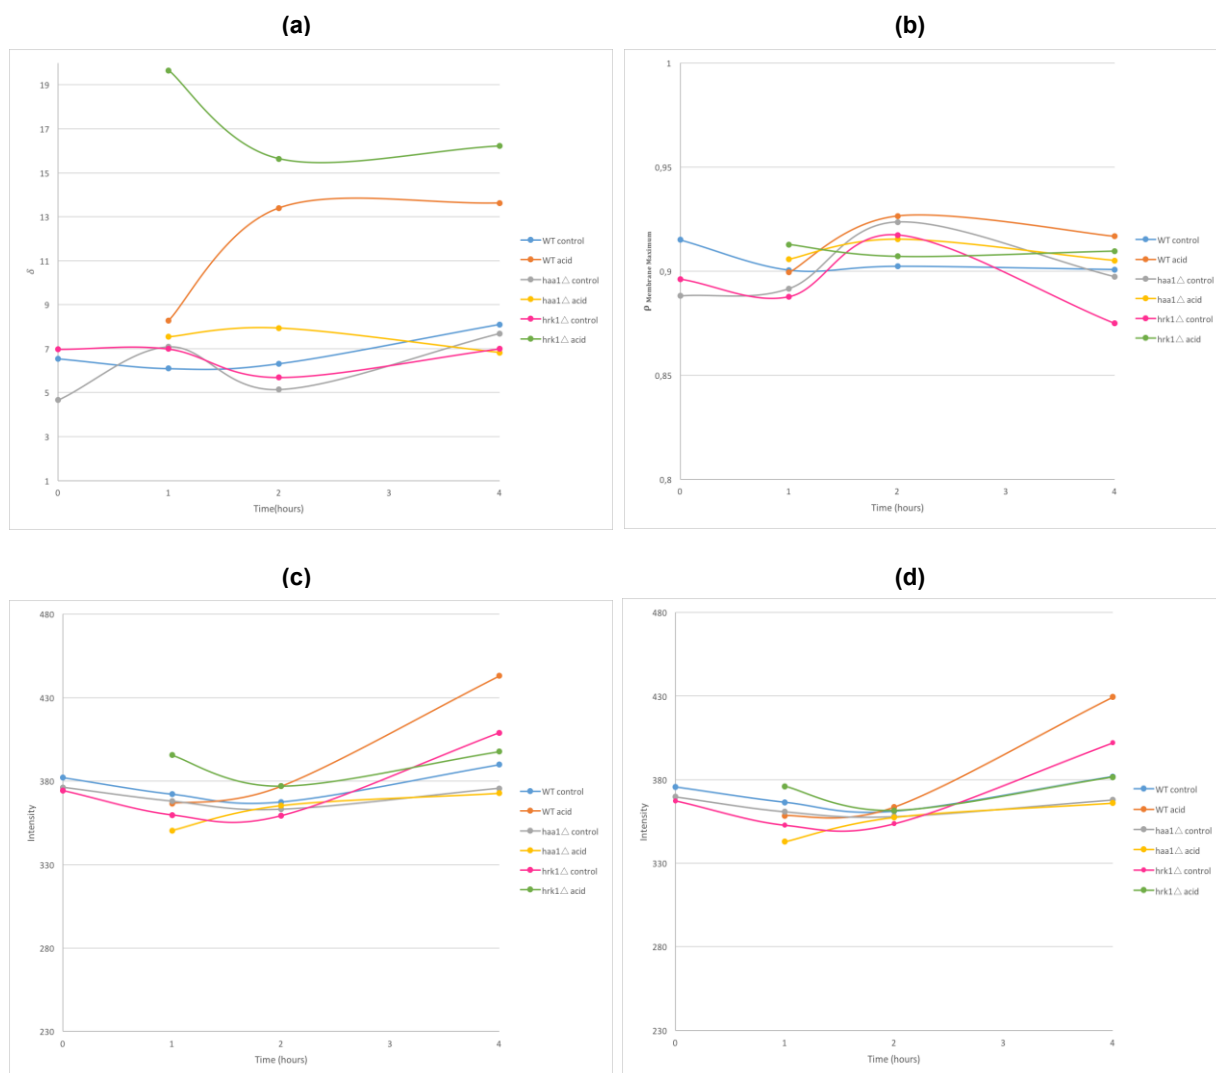 (a)
19
17
15
13
11
9
7
5
3
1
δ
0 1 2 3 4
Time(hours)
WT control
WT acid
haa1△ control
haa1△ acid
hrk1△ control
hrk1△ acid
(b)
1
0,95
0,9
0,85
0,8
ρ Membrane Maximum
0 1 2 3 4
Time (hours)
WT control
WT acid
haa1△ control
haa1△ acid
hrk1△ control
hrk1△ acid
(c)
480
430
380
330
280
230
Intensity
0 1 2 3 4
Time (hours)
WT control
WT acid
haa1△ control
haa1△ acid
hrk1△ control
hrk1△ acid
(d)
480
430
380
330
280
230
Intensity
0 1 2 3 4
Time (hours)
WT control
WT acid
haa1△ control
haa1△ acid
hrk1△ control
hrk1△ acid